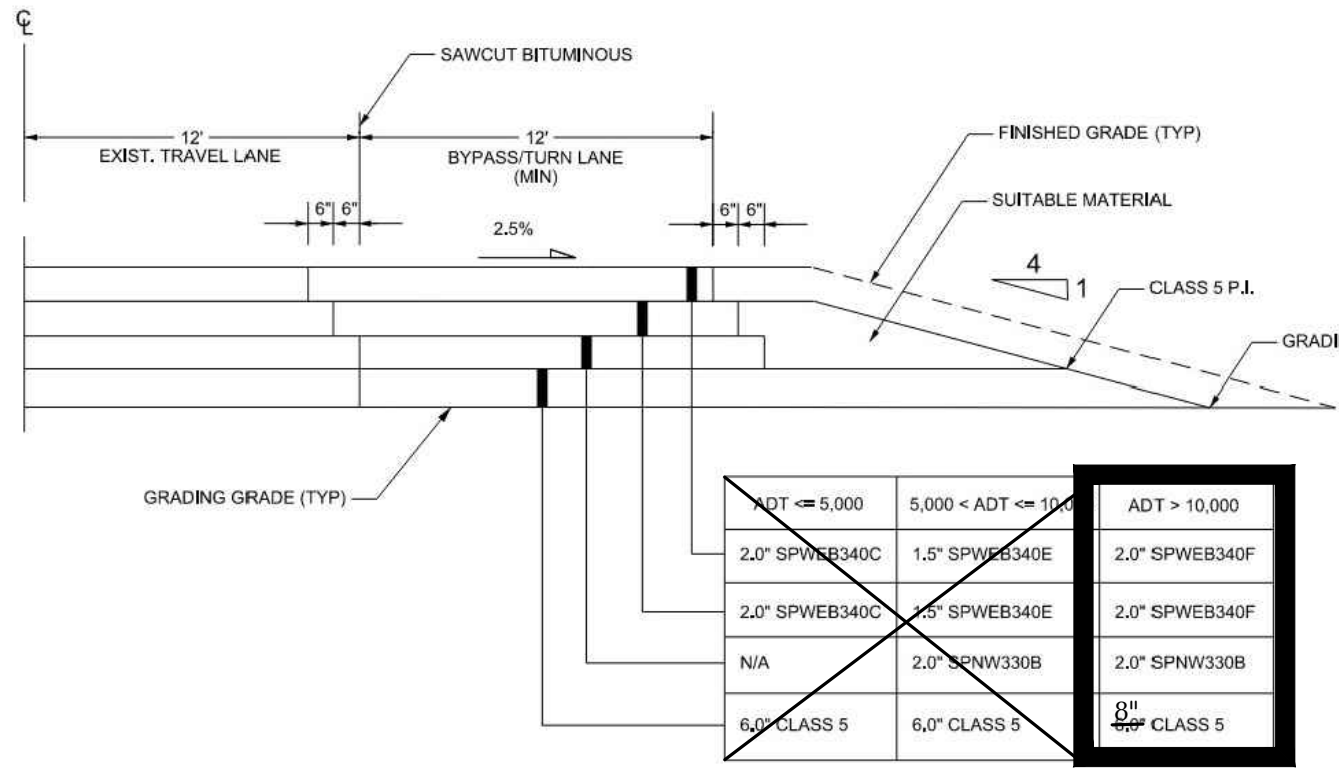 ℄
SAWCUT BITUMINOUS
12'
EXIST. TRAVEL LANE
12'
BYPASS/TURN LANE
(MIN)
FINISHED GRADE (TYP)
SUITABLE MATERIAL
6" 6"
2.5%
6" 6"
4
1
CLASS 5 P.I.
GRADI
GRADING GRADE (TYP)
ADT <= 5,000 5,000 < ADT <= 10,0 ADT > 10,000
2.0" SPWEB340C 1.5" SPWEB340E 2.0" SPWEB340F
2.0" SPWEB340C 1.5" SPWEB340E 2.0" SPWEB340F
N/A 2.0" SPNW330B 2.0" SPNW330B
6.0" CLASS 5 6.0" CLASS 5 8" CLASS 5